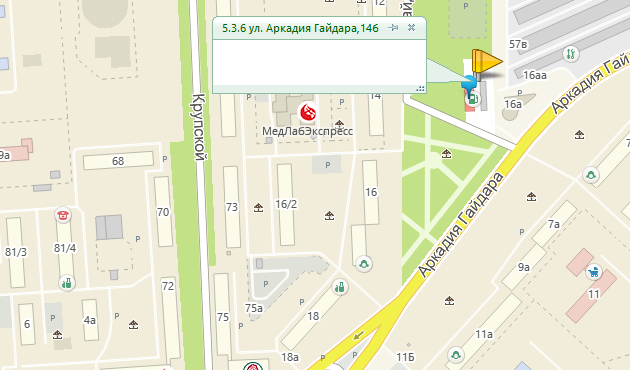 5.3.6 ул. Аркадия Гайдара,146
57в
16аа
16а
Аркадия Гай
Крупской
14
МедЛабЭкспресс
P
9а
68
P
16
16/2
73
70
Аркадия Гайдара
7а
81/3
81/4
9а
P
72
P
P
11
75а
75
18
6
4а
P
11а
18а
P
11Б
P